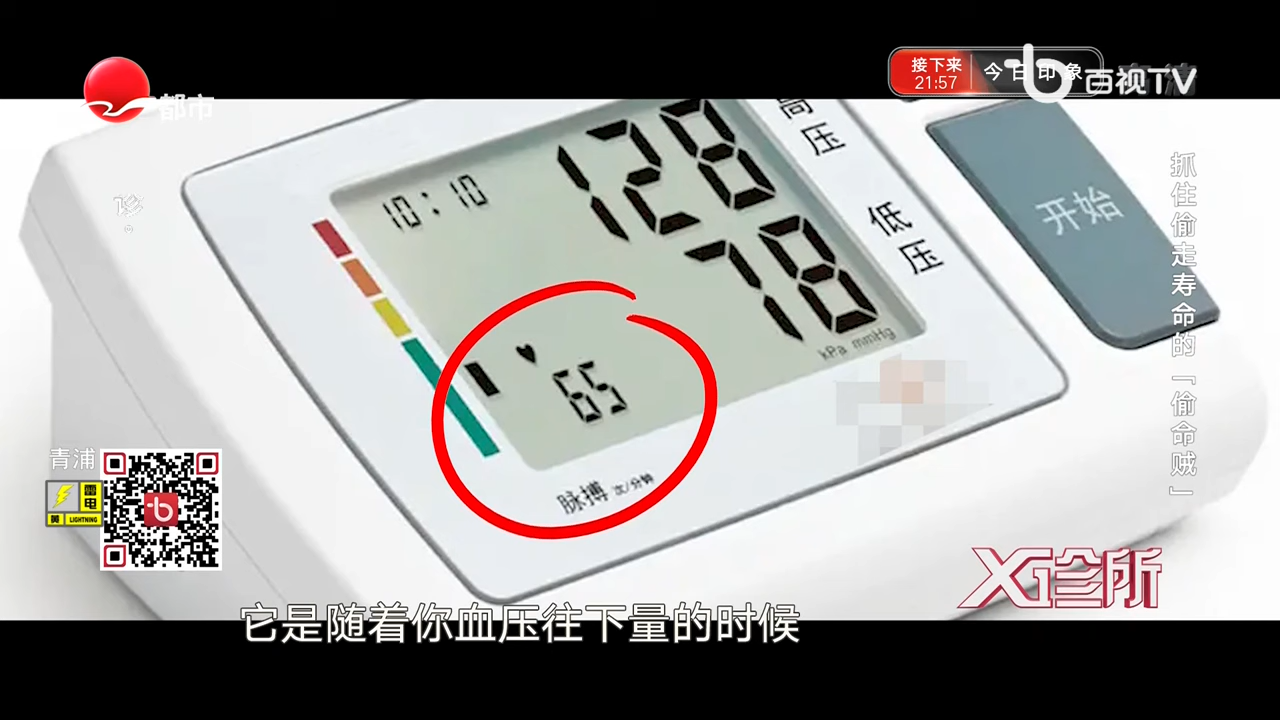 都市
接下来
21:57
今日印象
百视TV
诊。
10:10
128
高压
78
低压
kPa mmHg
65
脉搏 次/分钟
开始
抓住偷走寿命的「偷命贼」
青浦
雷电
黄 LIGHTNING
X诊所
它是随着你血压往下量的时候